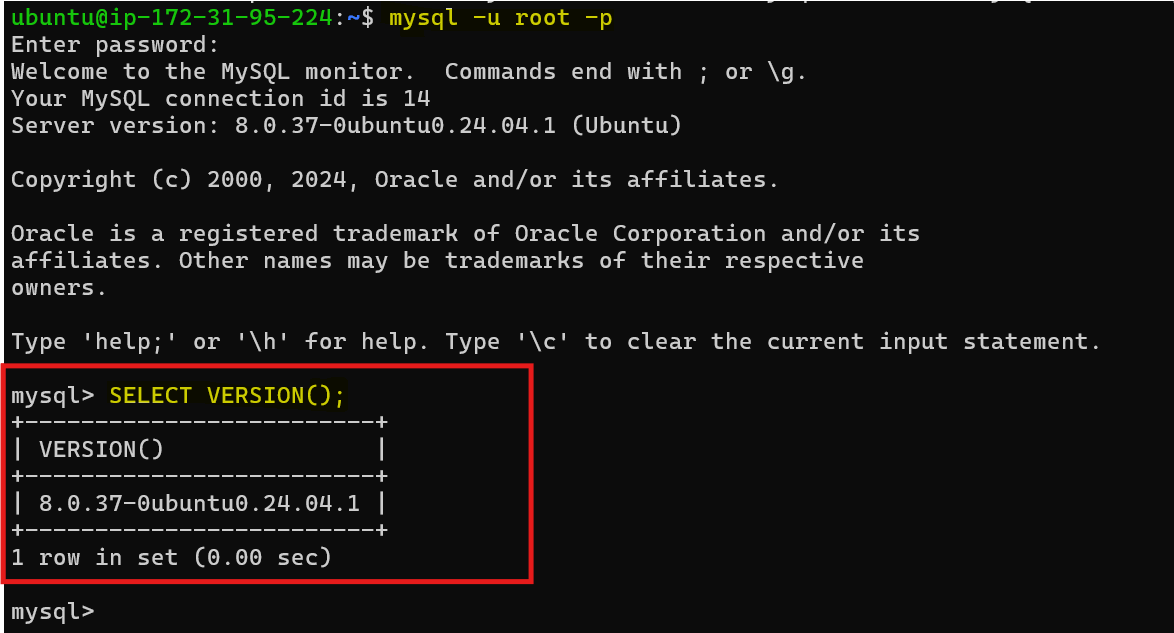 ubuntu@ip-172-31-95-224:~$ mysql -u root -p
Enter password:
Welcome to the MySQL monitor.  Commands end with ; or \g.
Your MySQL connection id is 14
Server version: 8.0.37-0ubuntu0.24.04.1 (Ubuntu)
Copyright (c) 2000, 2024, Oracle and/or its affiliates.
Oracle is a registered trademark of Oracle Corporation and/or its
affiliates. Other names may be trademarks of their respective
owners.
Type 'help;' or '\h' for help. Type '\c' to clear the current input statement.
mysql> SELECT VERSION();
+-------------------------+
| VERSION()               |
+-------------------------+
| 8.0.37-0ubuntu0.24.04.1 |
+-------------------------+
1 row in set (0.00 sec)
mysql>